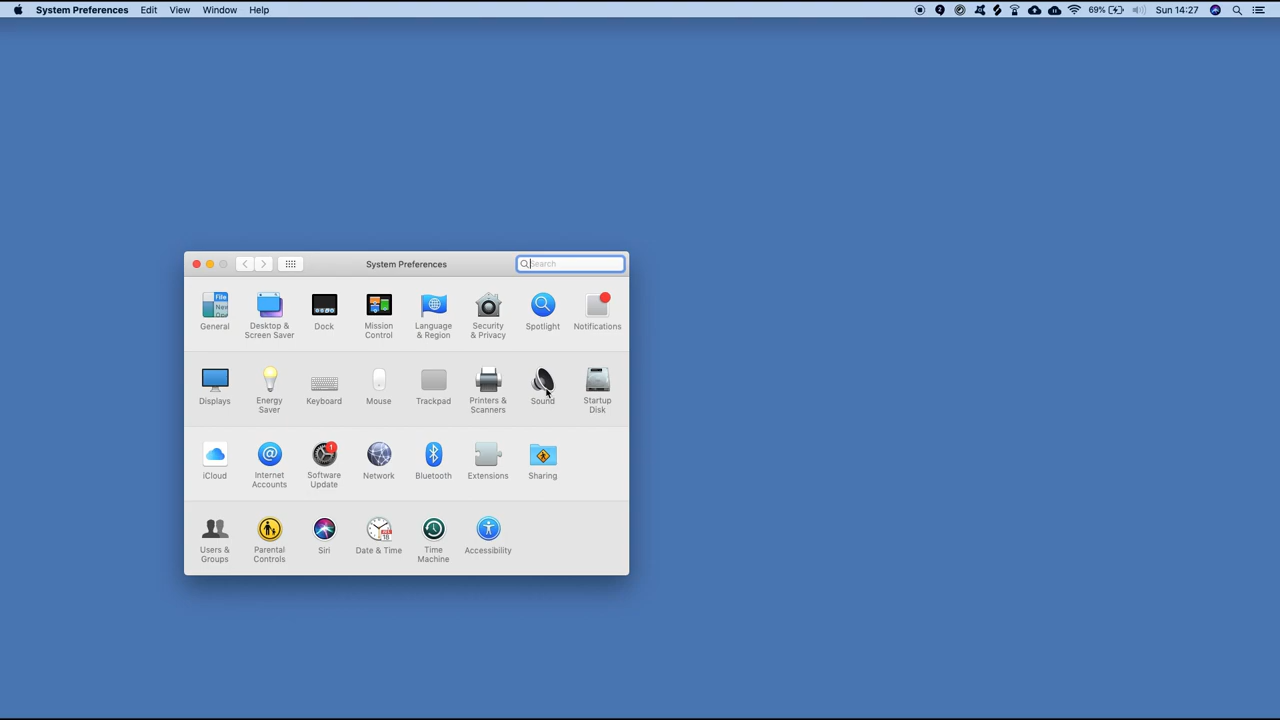 System Preferences Edit View Window Help 69% Sun 14:27
System Preferences Search
General Desktop & Screen Saver Dock Mission Control Language & Region Security & Privacy Spotlight Notifications
Displays Energy Saver Keyboard Mouse Trackpad Printers & Scanners Sound Startup Disk
iCloud Internet Accounts Software Update 1 Network Bluetooth Extensions Sharing
Users & Groups Parental Controls Siri Date & Time Time Machine Accessibility